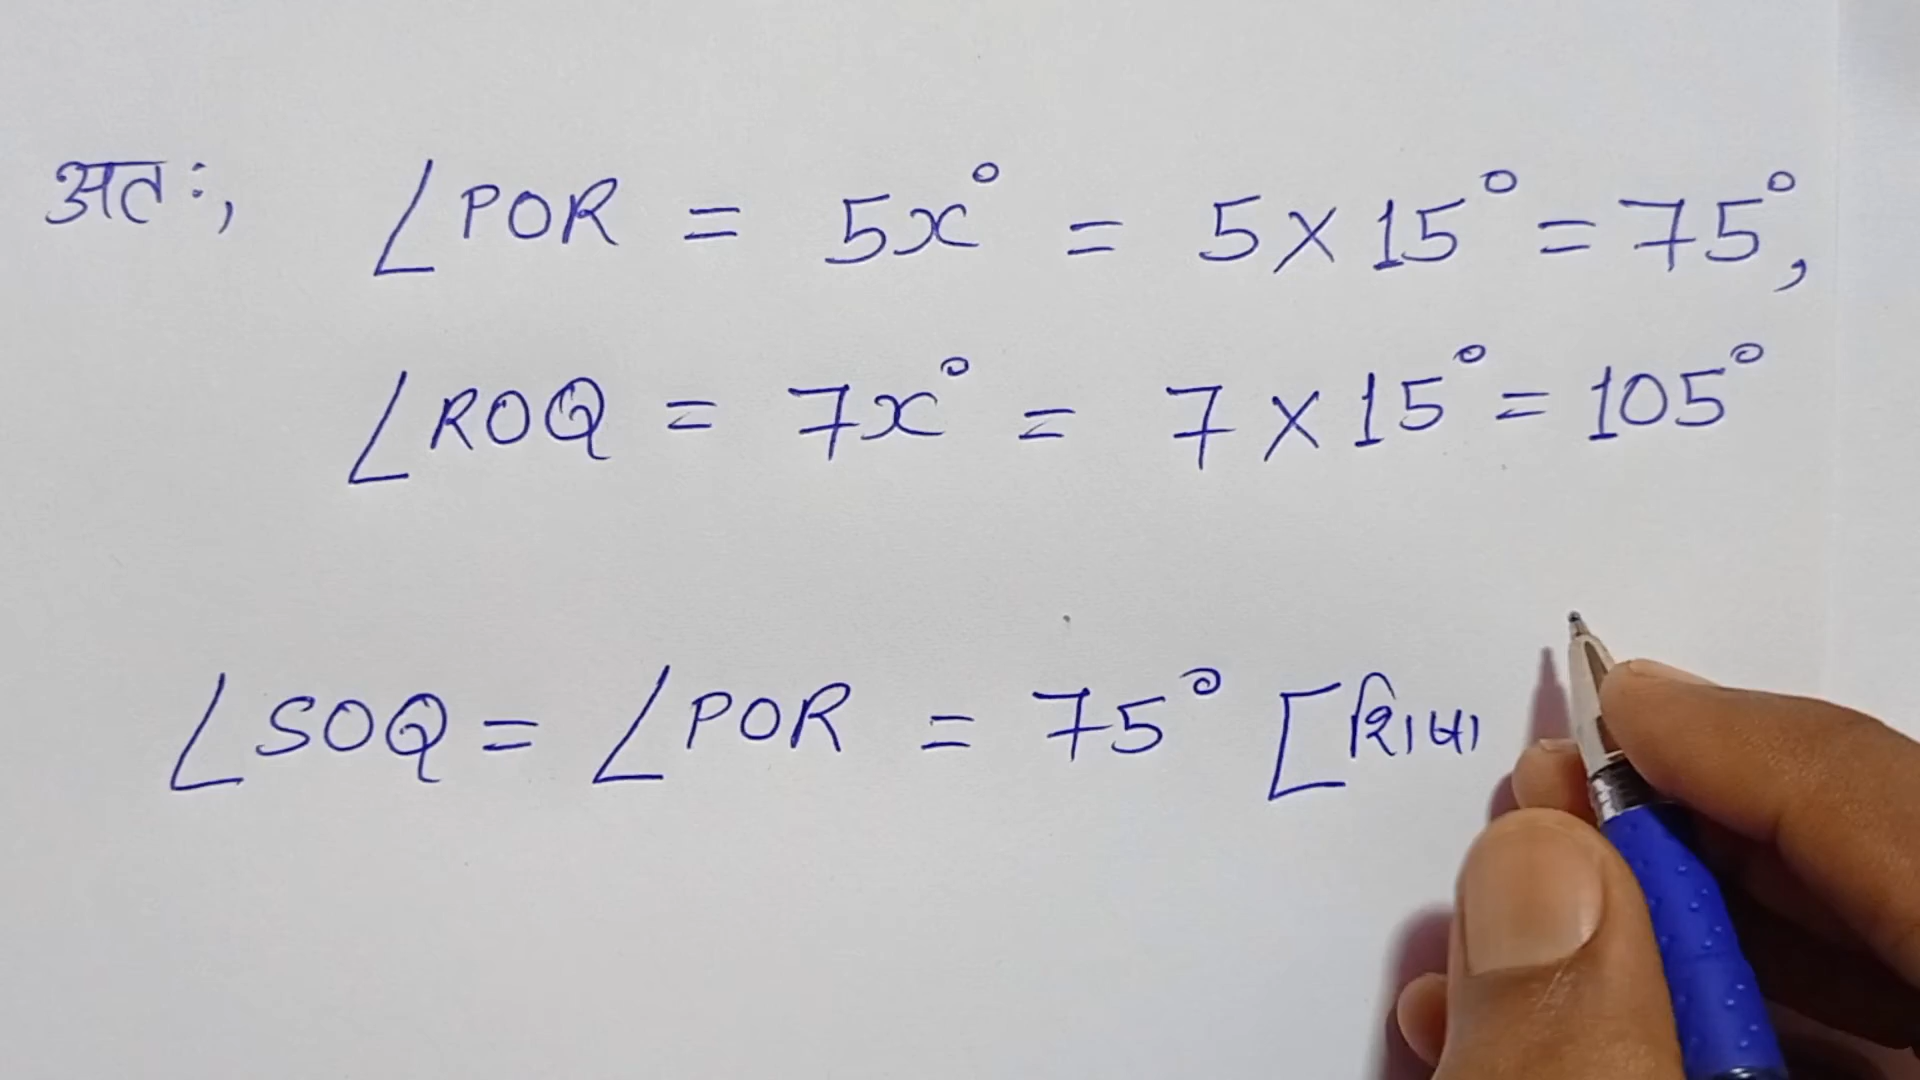 अतः, ∠POR = 5x° = 5 × 15° = 75°,
∠ROQ = 7x° = 7 × 15° = 105°
∠SOQ = ∠POR = 75° [